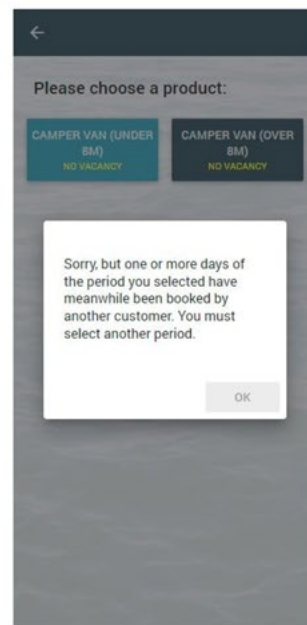 Please choose a product:
CAMPER VAN (UNDER
8M)
NO VACANCY
CAMPER VAN (OVER
8M)
NO VACANCY
Sorry, but one or more days of
the period you selected have
meanwhile been booked by
another customer. You must
select another period.
OK